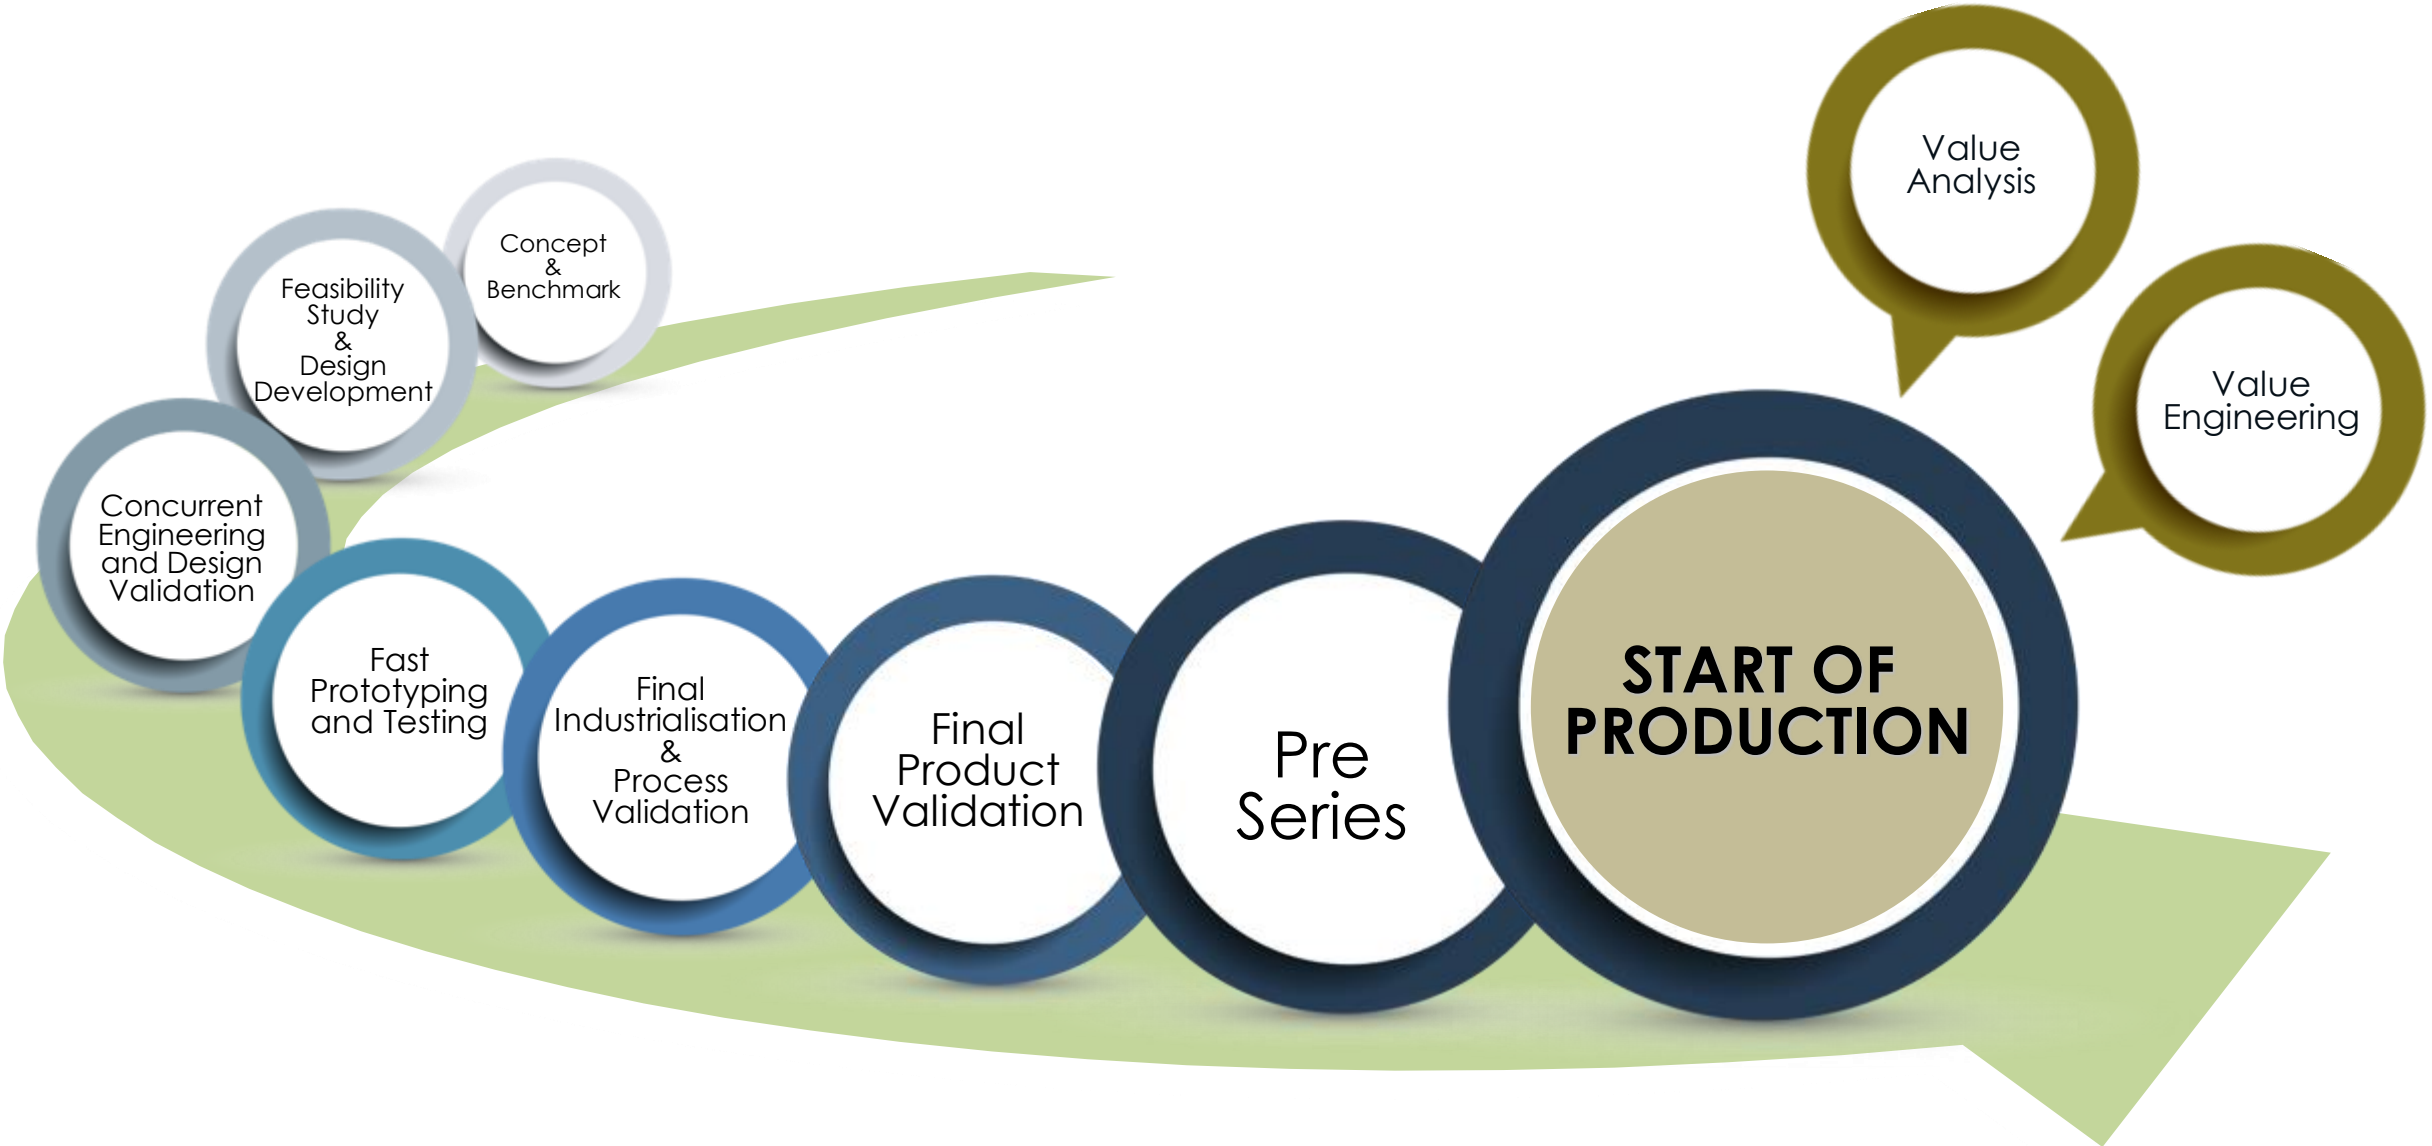 Concept
&
Benchmark
Feasibility
Study
&
Design
Development
Concurrent
Engineering
and Design
Validation
Fast
Prototyping
and Testing
Final
Industrialisation
&
Process
Validation
Final
Product
Validation
Pre
Series
START OF
PRODUCTION
Value
Analysis
Value
Engineering